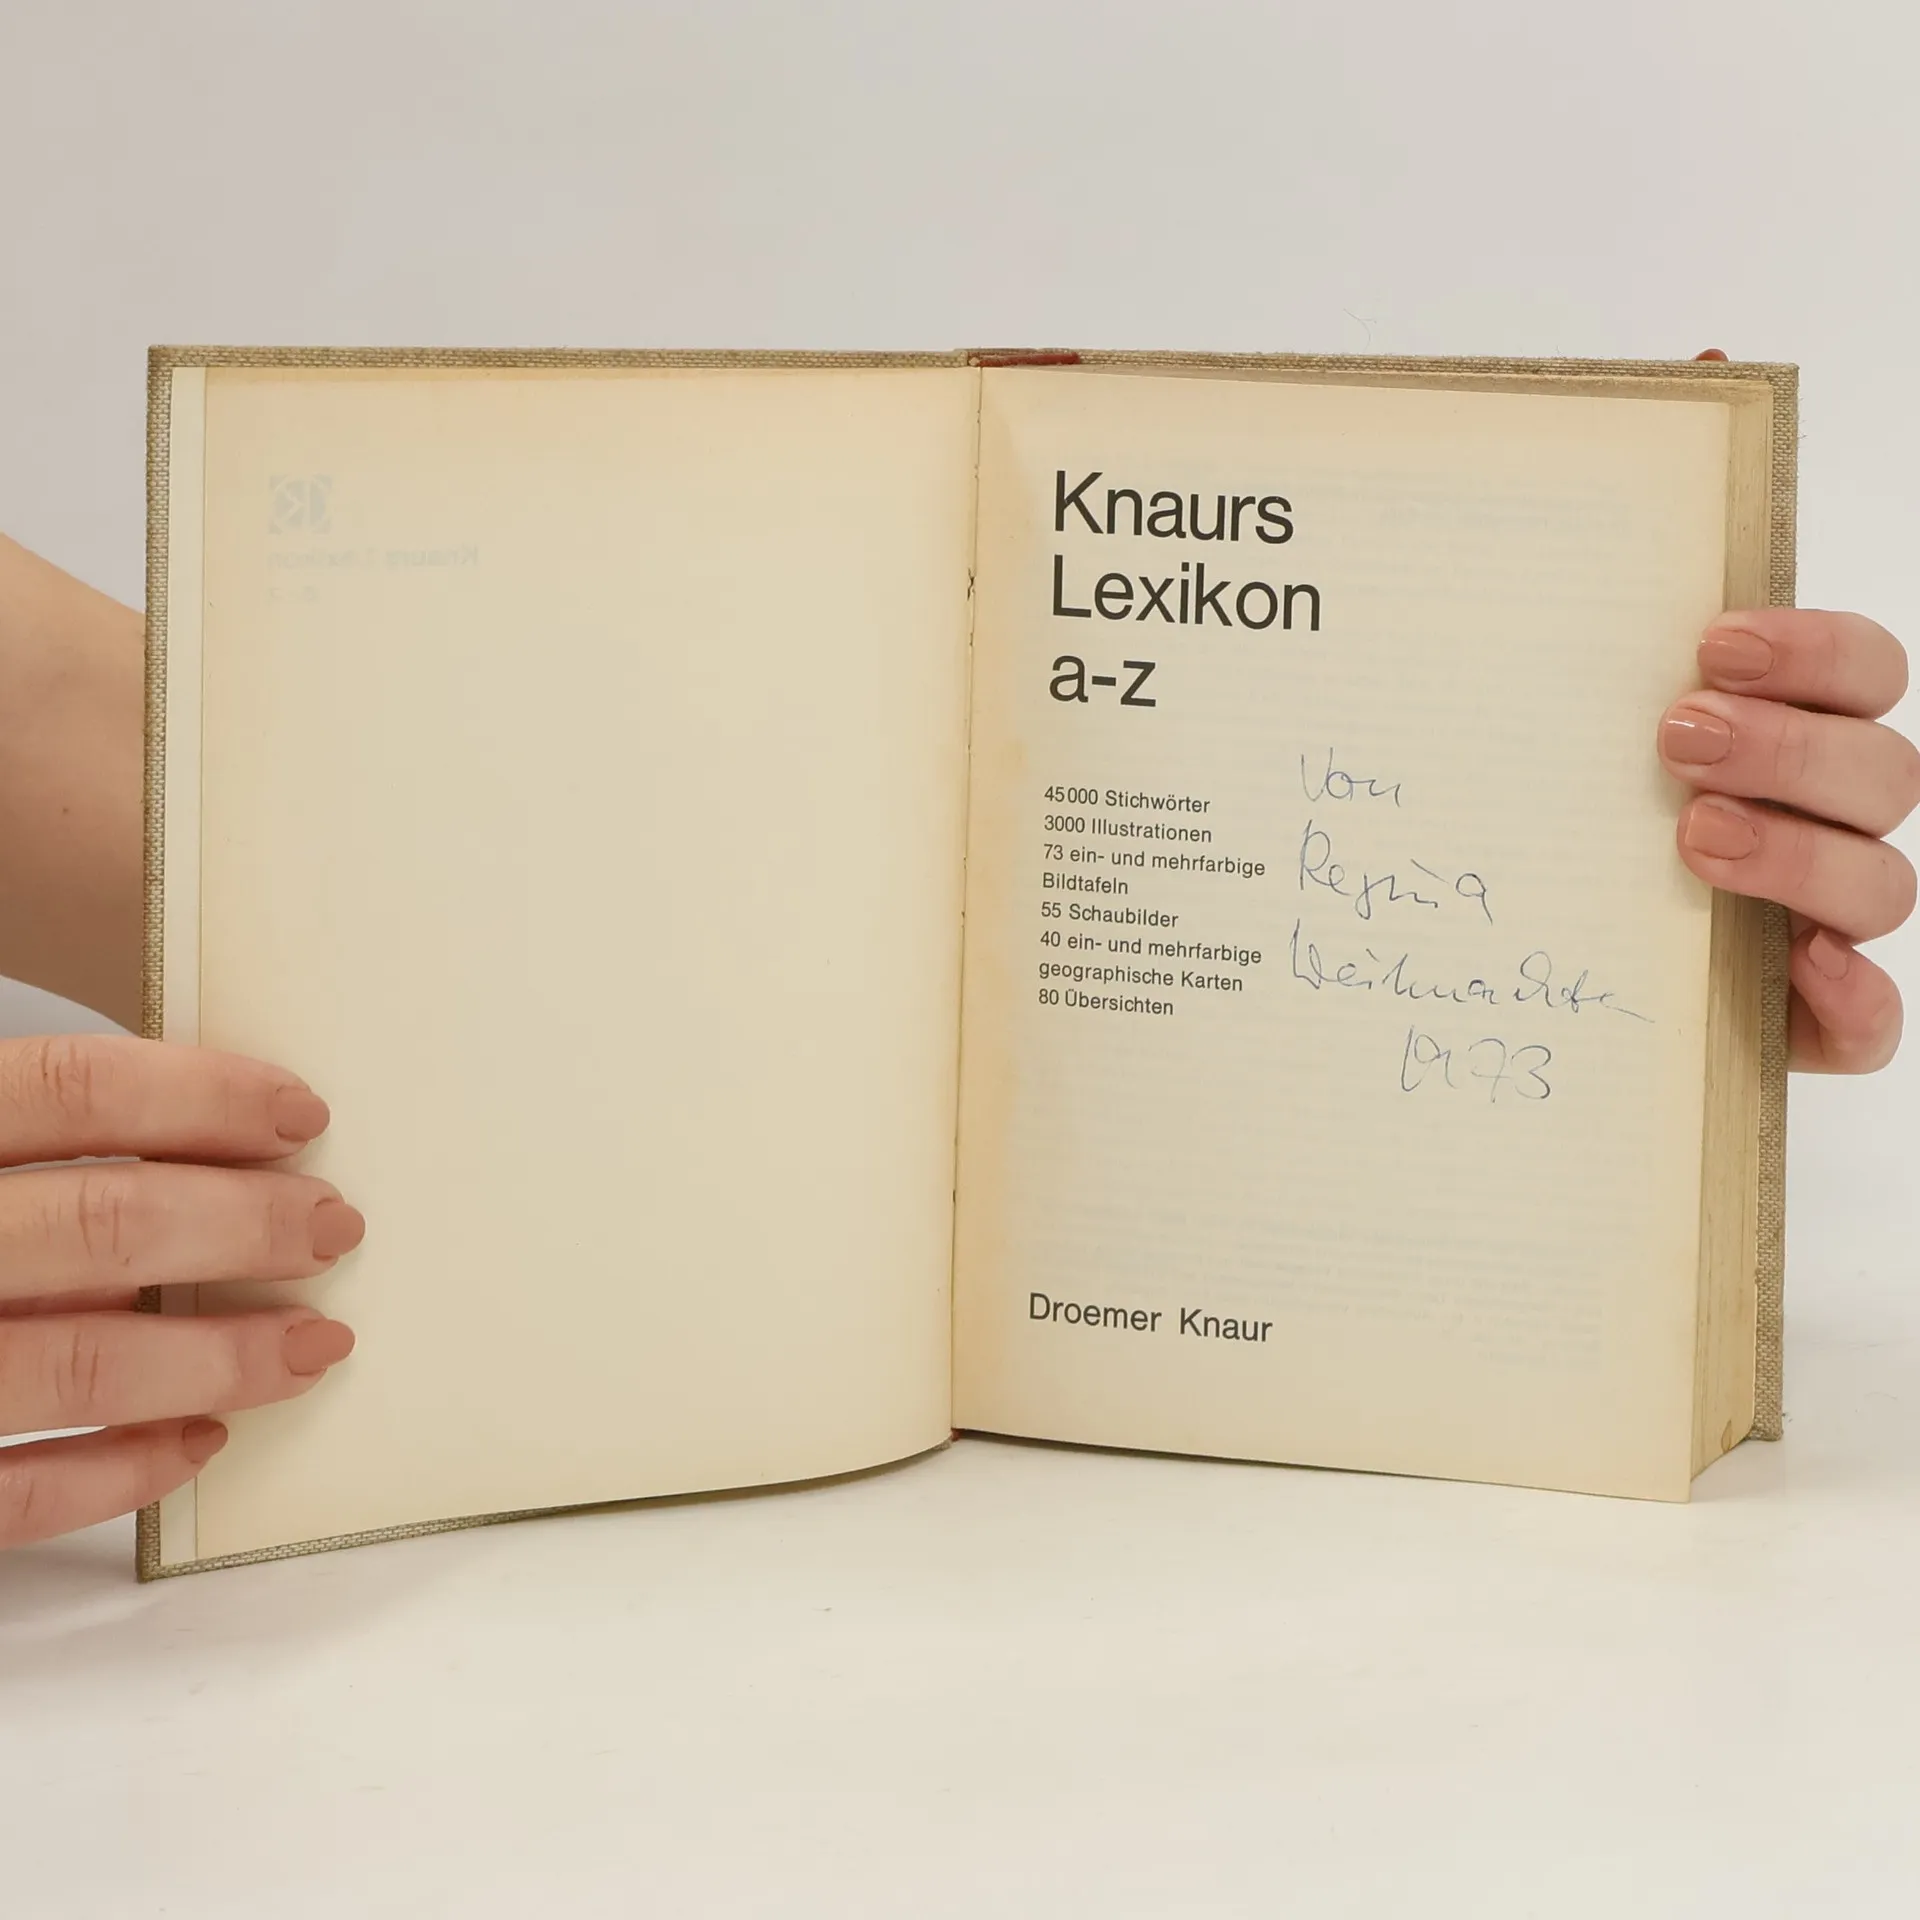 Knaurs
Lexikon
a-z
45000 Stichwörter
3000 Illustrationen
73 ein- und mehrfarbige
Bildtafeln
55 Schaubilder
40 ein- und mehrfarbige
geographische Karten
80 Übersichten
Von
Regina
Weihnachten
1973
Droemer Knaur